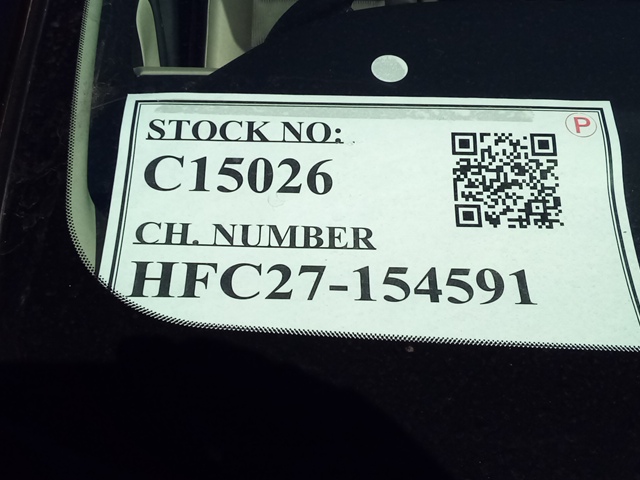 STOCK NO:
P
C15026
CH. NUMBER
HFC27-154591